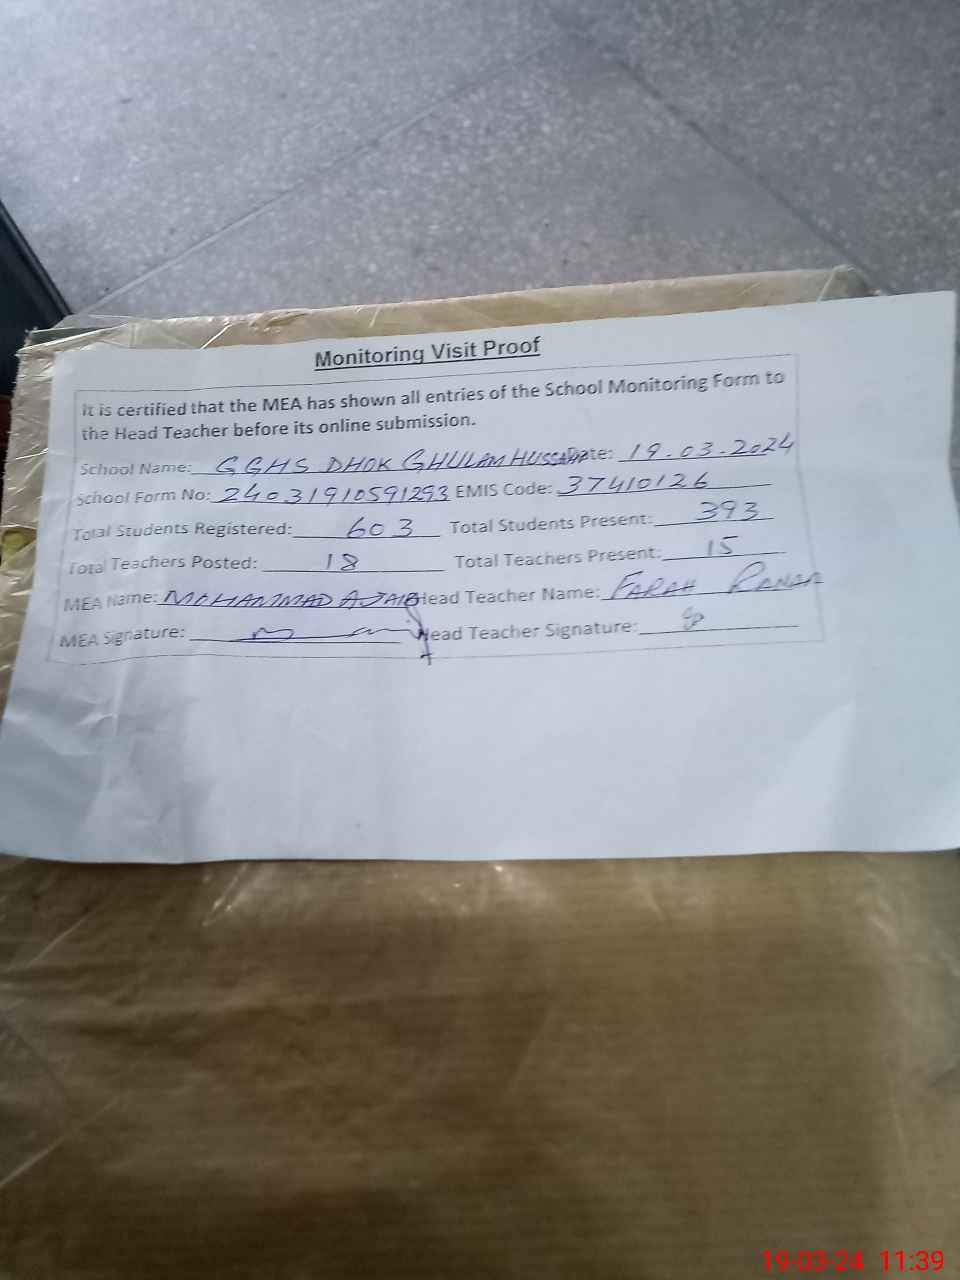 Monitoring Visit Proof
It is certified that the MEA has shown all entries of the School Monitoring Form to
the Head Teacher before its online submission.
School Name: GGHS DHOK GHULAM HUSSAIN Date: 19.03.2024
School Form No: 24031910591293 EMIS Code: 37410126
Total Students Registered: 603 Total Students Present: 393
Total Teachers Posted: 18 Total Teachers Present: 15
MEA Name: MOHAMMAD AJAIB Head Teacher Name: FARAH
MEA Signature: Head Teacher Signature:
19-03-24 11:39